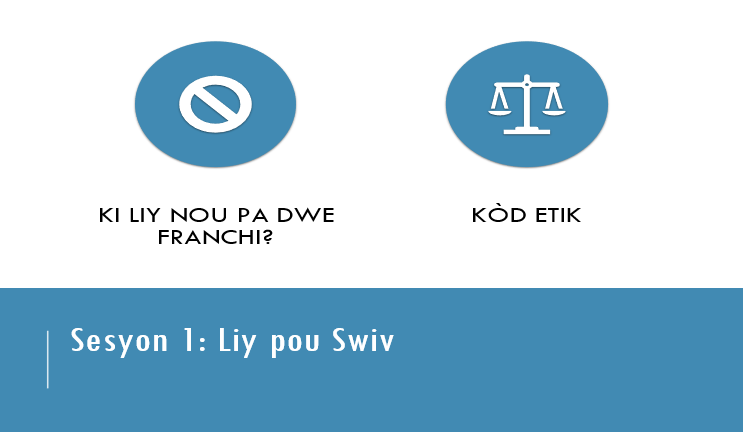 KI LIY NOU PA DWE
FRANCHI?
KÒD ETIK
Sesyon 1: Liy pou Swiv